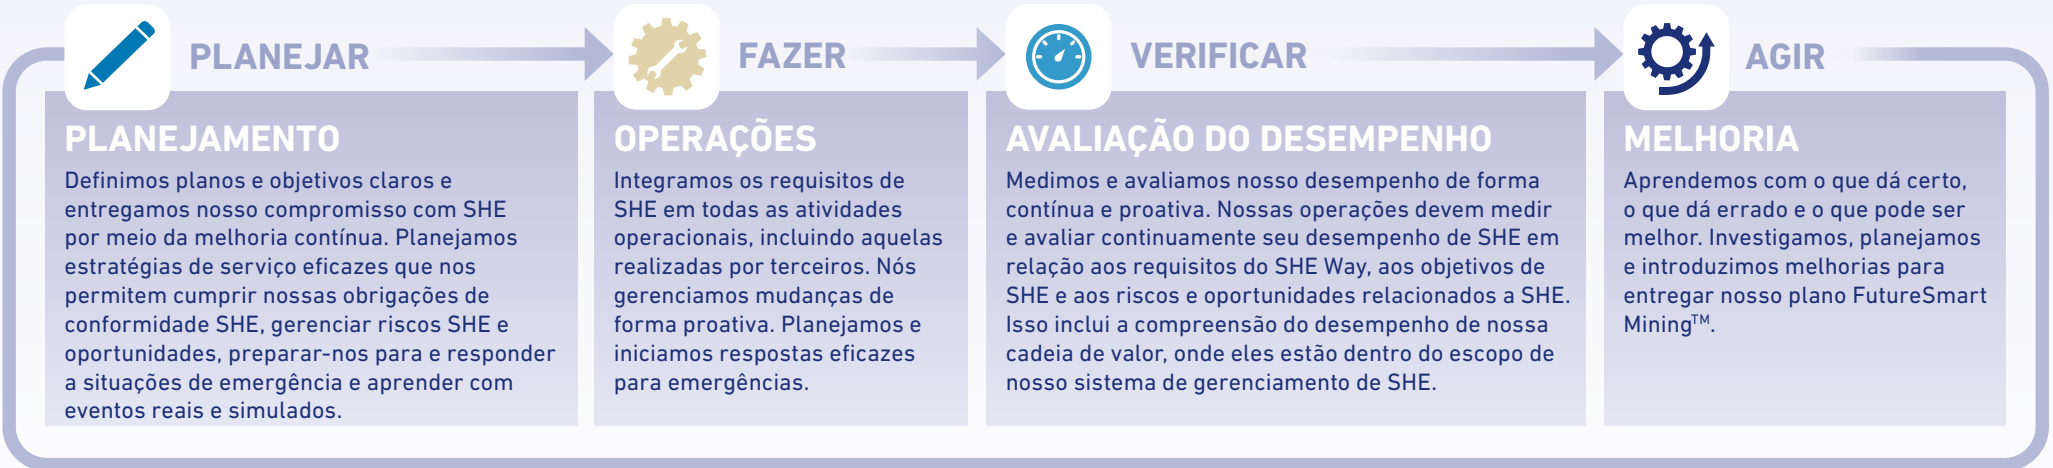 PLANEJAR
PLANEJAMENTO
Definimos planos e objetivos claros e
entregamos nosso compromisso com SHE
por meio da melhoria contínua. Planejamos
estratégias de serviço eficazes que nos
permitem cumprir nossas obrigações de
conformidade SHE, gerenciar riscos SHE e
oportunidades, preparar-nos para e responder
a situações de emergência e aprender com
eventos reais e simulados.
FAZER
OPERAÇÕES
Integramos os requisitos de
SHE em todas as atividades
operacionais, incluindo aquelas
realizadas por terceiros. Nós
gerenciamos mudanças de
forma proativa. Planejamos e
iniciamos respostas eficazes
para emergências.
VERIFICAR
AVALIAÇÃO DO DESEMPENHO
Medimos e avaliamos nosso desempenho de forma
contínua e proativa. Nossas operações devem medir
e avaliar continuamente seu desempenho de SHE em
relação aos requisitos do SHE Way, aos objetivos de
SHE e aos riscos e oportunidades relacionados a SHE.
Isso inclui a compreensão do desempenho de nossa
cadeia de valor, onde eles estão dentro do escopo de
nosso sistema de gerenciamento de SHE.
AGIR
MELHORIA
Aprendemos com o que dá certo,
o que dá errado e o que pode ser
melhor. Investigamos, planejamos
e introduzimos melhorias para
entregar nosso plano FutureSmart
Mining™.